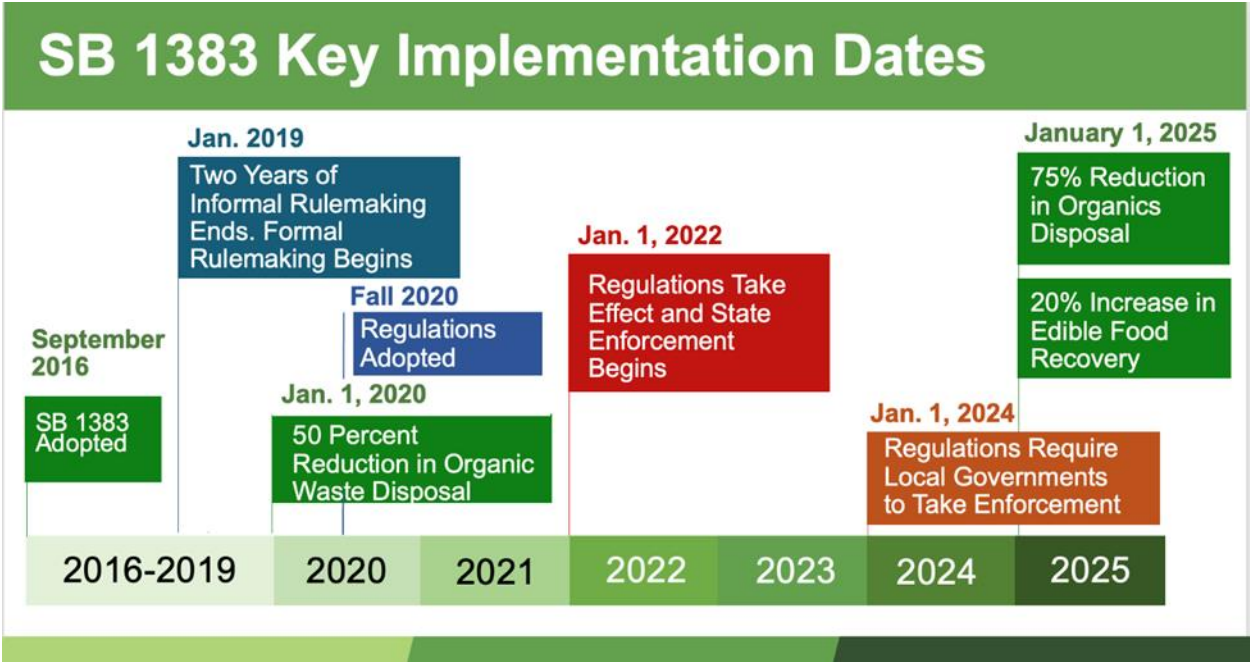 SB 1383 Key Implementation Dates
Jan. 2019
Two Years of
Informal Rulemaking
Ends. Formal
Rulemaking Begins
January 1, 2025
75% Reduction
in Organics
Disposal
20% Increase in
Edible Food
Recovery
Jan. 1, 2022
Regulations Take
Effect and State
Enforcement
Begins
Fall 2020
Regulations
Adopted
September
2016
SB 1383
Adopted
Jan. 1, 2020
50 Percent
Reduction in Organic
Waste Disposal
Jan. 1, 2024
Regulations Require
Local Governments
to Take Enforcement
2016-2019 2020 2021 2022 2023 2024 2025